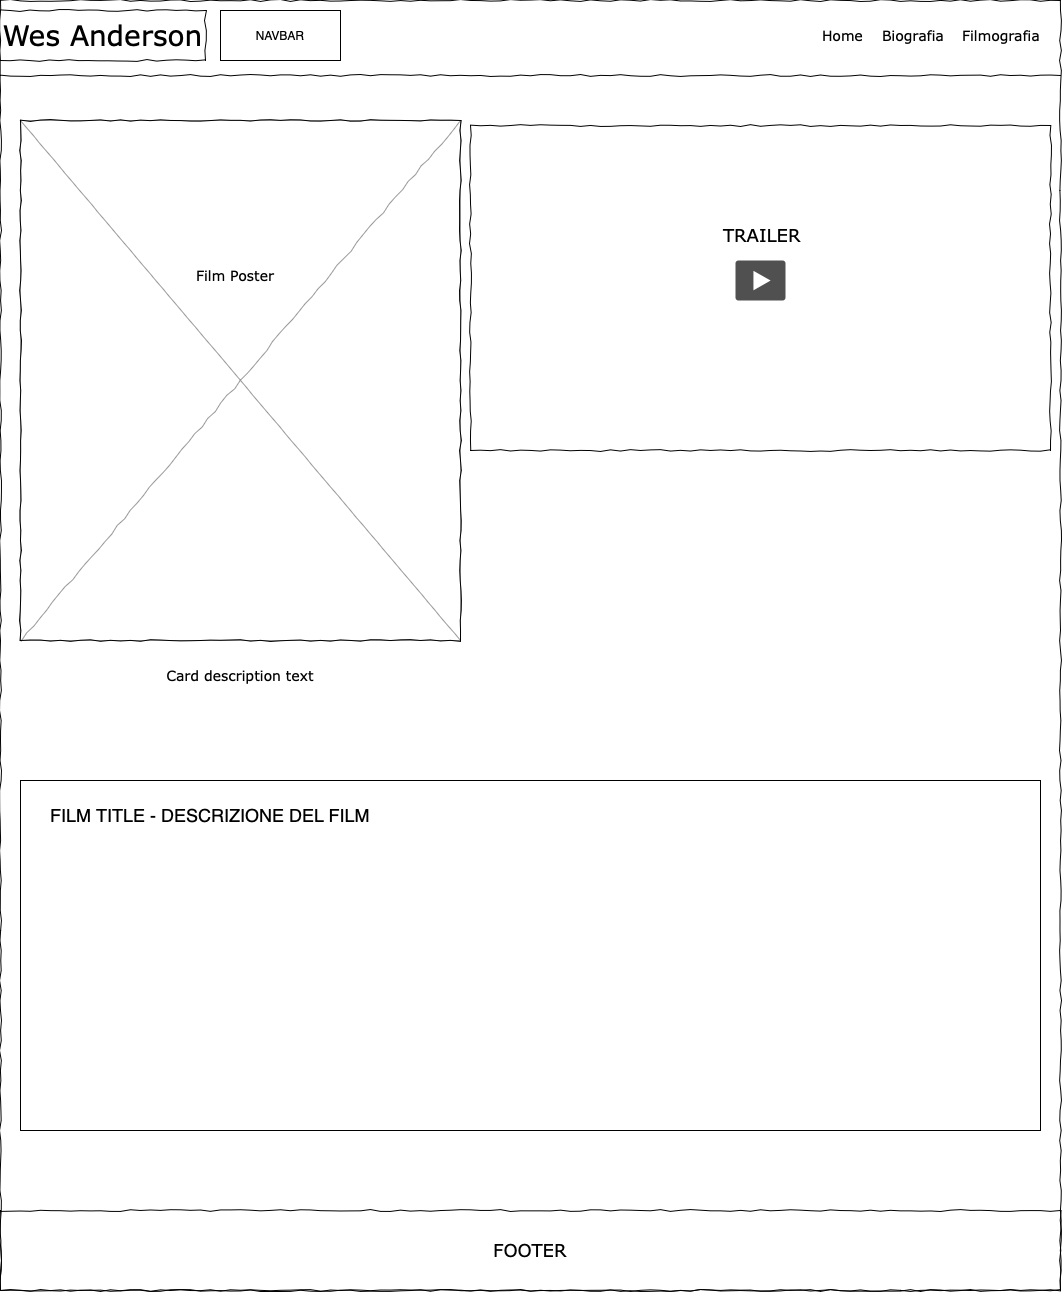 Wes Anderson
NAVBAR
Home
Biografia
Filmografia
Film Poster
TRAILER
Card description text
FILM TITLE - DESCRIZIONE DEL FILM
FOOTER